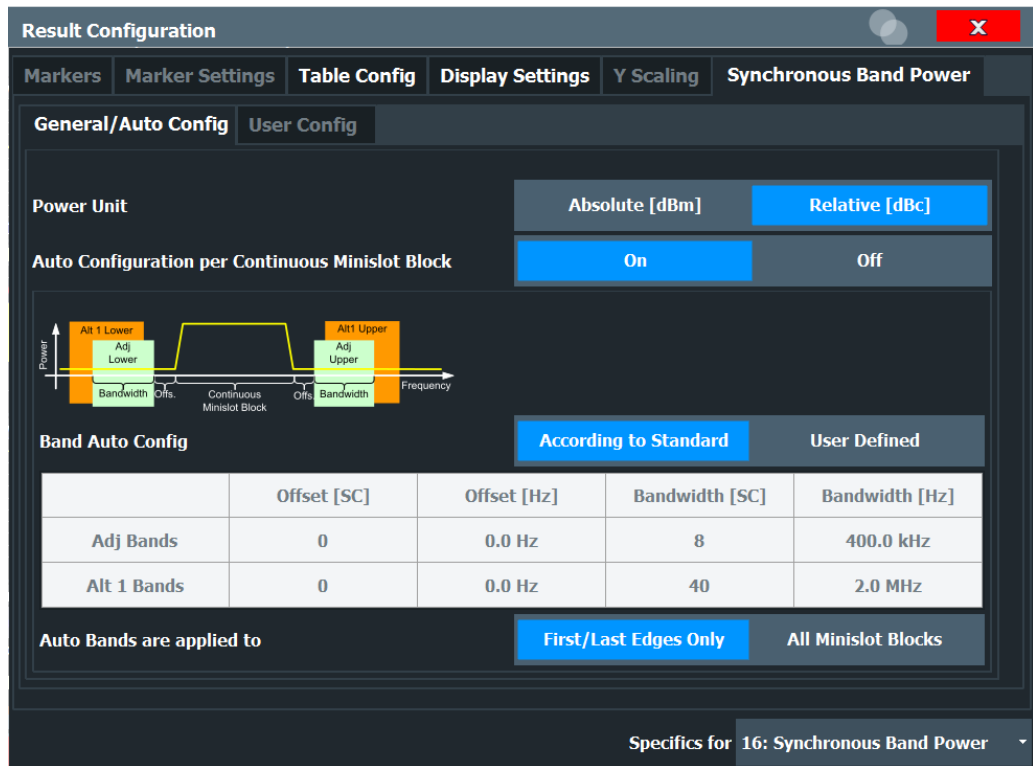 Result Configuration X
Markers Marker Settings Table Config Display Settings Y Scaling Synchronous Band Power
General/Auto Config User Config
Power Unit Absolute [dBm] Relative [dBc]
Auto Configuration per Continuous Minislot Block On Off
Alt 1 Lower Alt1 Upper
Adj Adj
Lower Upper
Power
Bandwidth Offs. Continuous Offs. Bandwidth Frequency
Minislot Block
Band Auto Config According to Standard User Defined
Offset [SC] Offset [Hz] Bandwidth [SC] Bandwidth [Hz]
Adj Bands 0 0.0 Hz 8 400.0 kHz
Alt 1 Bands 0 0.0 Hz 40 2.0 MHz
Auto Bands are applied to First/Last Edges Only All Minislot Blocks
Specifics for 16: Synchronous Band Power